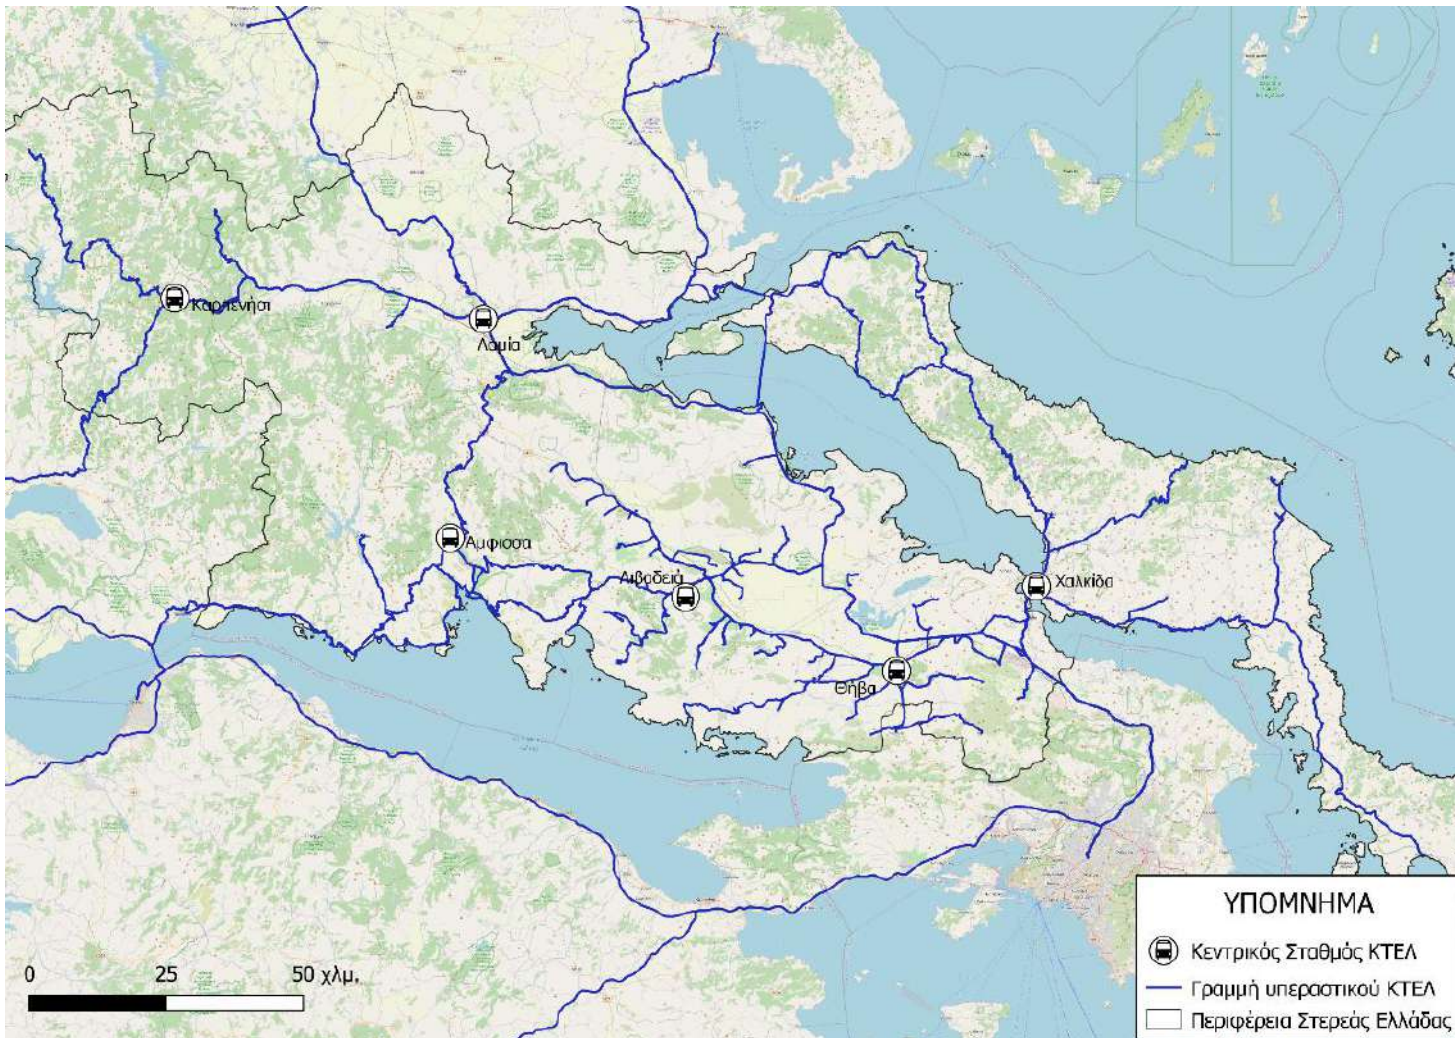 Καρπενήσι
Λαμία
Άμφισσα
Λιβαδειά
Χαλκίδα
Θήβα
ΥΠΟΜΝΗΜΑ
Κεντρικός Σταθμός ΚΤΕΛ
Γραμμή υπεραστικού ΚΤΕΛ
Περιφέρεια Στερεάς Ελλάδας
0 25 50 χλμ.